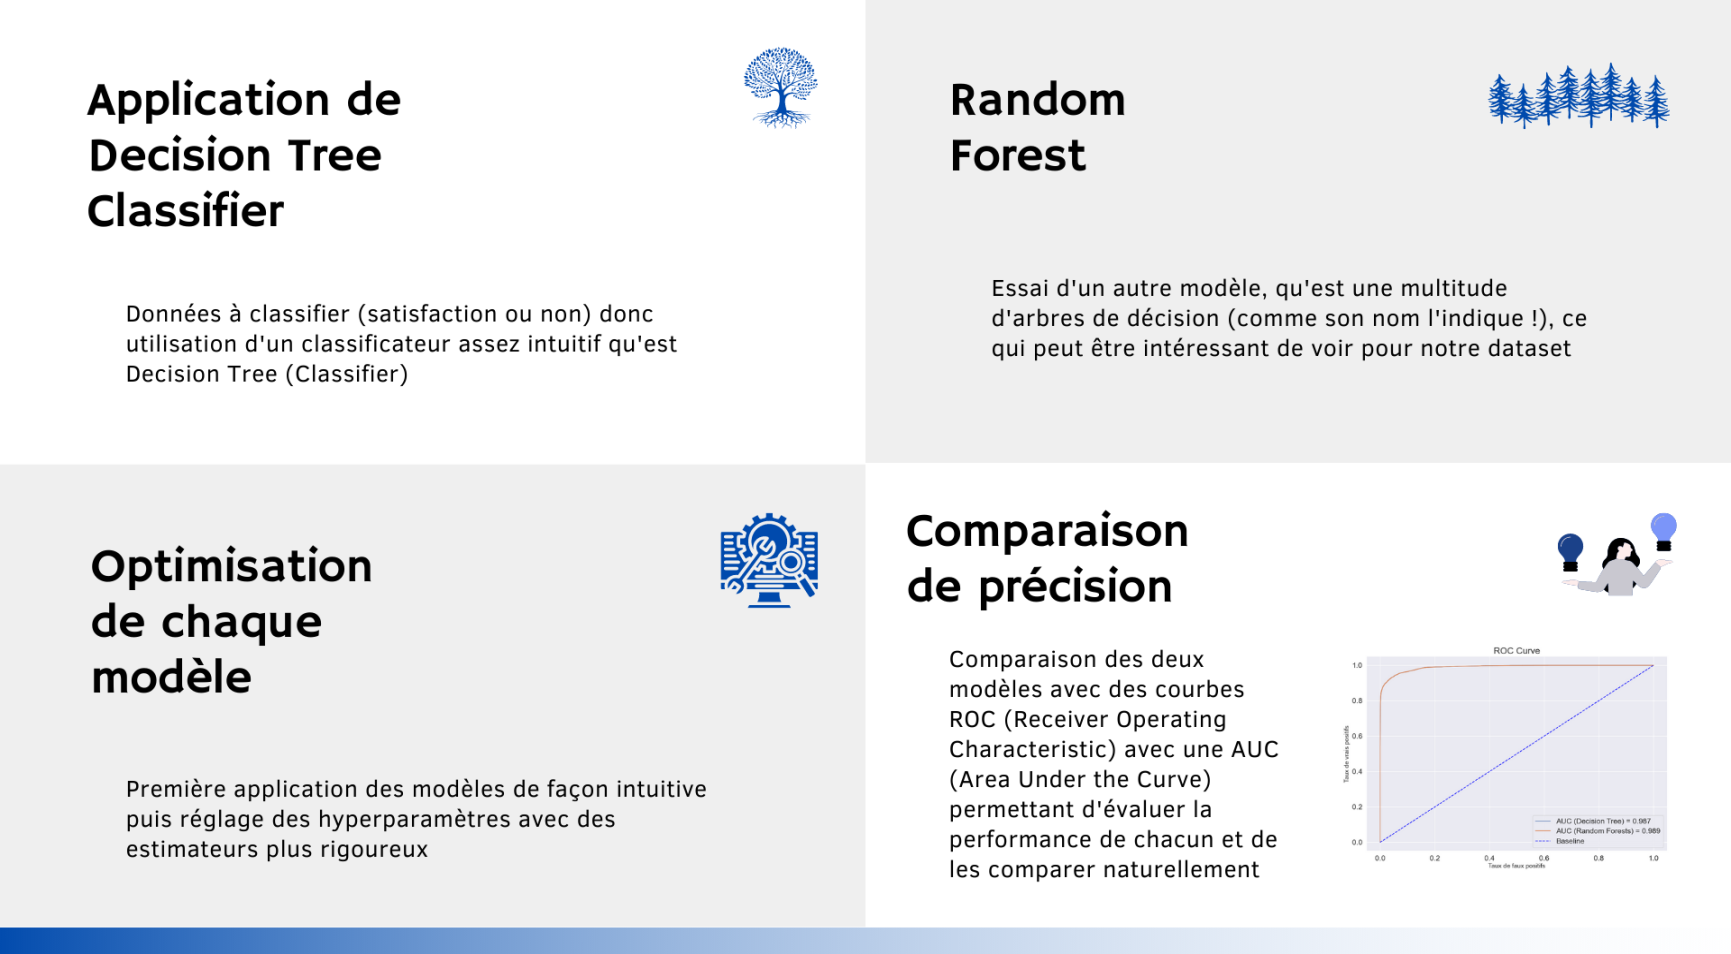 Application de
Decision Tree
Classifier
Données à classifier (satisfaction ou non) donc
utilisation d'un classificateur assez intuitif qu'est
Decision Tree (Classifier)
Random
Forest
Essai d'un autre modèle, qu'est une multitude
d'arbres de décision (comme son nom l'indique !), ce
qui peut être intéressant de voir pour notre dataset
Optimisation
de chaque
modèle
Première application des modèles de façon intuitive
puis réglage des hyperparamètres avec des
estimateurs plus rigoureux
Comparaison
de précision
Comparaison des deux
modèles avec des courbes
ROC (Receiver Operating
Characteristic) avec une AUC
(Area Under the Curve)
permettant d'évaluer la
performance de chacun et de
les comparer naturellement
ROC Curve
1.0
0.8
0.6
0.4
0.2
0.0
Taux de vrais positifs
AUC (Decision Tree) = 0.987
AUC (Random Forests) = 0.989
Baseline
0.0 0.2 0.4 0.6 0.8 1.0
Taux de faux positifs